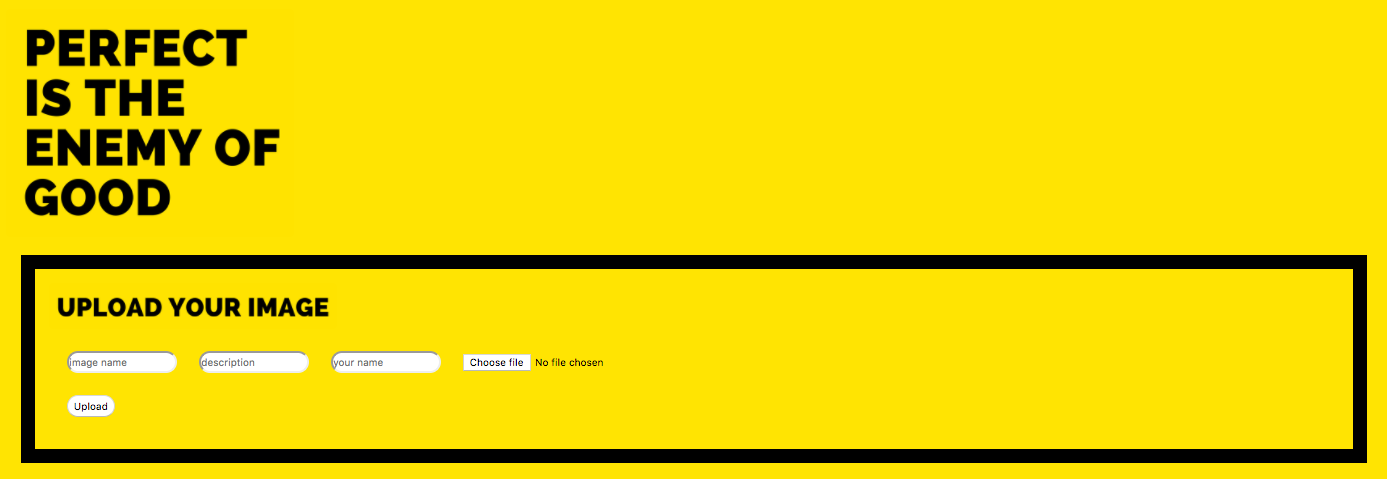 PERFECT
IS THE
ENEMY OF
GOOD
UPLOAD YOUR IMAGE
image name description your name Choose file No file chosen
Upload